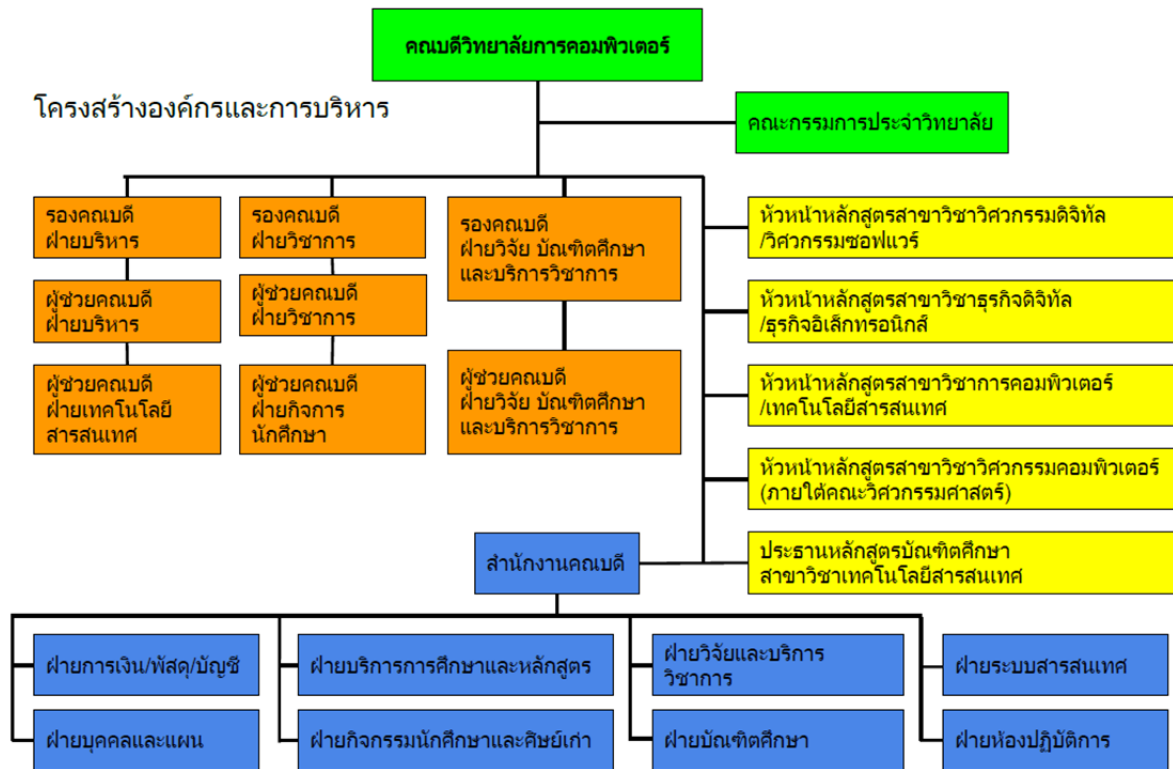 คณบดีวิทยาลัยการคอมพิวเตอร์
โครงสร้างองค์กรและการบริหาร
คณะกรรมการประจำวิทยาลัย
รองคณบดี
ฝ่ายบริหาร
รองคณบดี
ฝ่ายวิชาการ
รองคณบดี
ฝ่ายวิจัย บัณฑิตศึกษา
และบริการวิชาการ
หัวหน้าหลักสูตรสาขาวิชาวิศวกรรมดิจิทัล
/วิศวกรรมซอฟแวร์
ผู้ช่วยคณบดี
ฝ่ายบริหาร
ผู้ช่วยคณบดี
ฝ่ายวิชาการ
หัวหน้าหลักสูตรสาขาวิชาธุรกิจดิจิทัล
/ธุรกิจอิเล็กทรอนิกส์
ผู้ช่วยคณบดี
ฝ่ายเทคโนโลยี
สารสนเทศ
ผู้ช่วยคณบดี
ฝ่ายกิจการ
นักศึกษา
ผู้ช่วยคณบดี
ฝ่ายวิจัย บัณฑิตศึกษา
และบริการวิชาการ
หัวหน้าหลักสูตรสาขาวิชาการคอมพิวเตอร์
/เทคโนโลยีสารสนเทศ
หัวหน้าหลักสูตรสาขาวิชาวิศวกรรมคอมพิวเตอร์
(ภายใต้คณะวิศวกรรมศาสตร์)
สำนักงานคณบดี
ประธานหลักสูตรบัณฑิตศึกษา
สาขาวิชาเทคโนโลยีสารสนเทศ
ฝ่ายการเงิน/พัสดุ/บัญชี
ฝ่ายบริการการศึกษาและหลักสูตร
ฝ่ายวิจัยและบริการ
วิชาการ
ฝ่ายระบบสารสนเทศ
ฝ่ายบุคคลและแผน
ฝ่ายกิจกรรมนักศึกษาและศิษย์เก่า
ฝ่ายบัณฑิตศึกษา
ฝ่ายห้องปฏิบัติการ